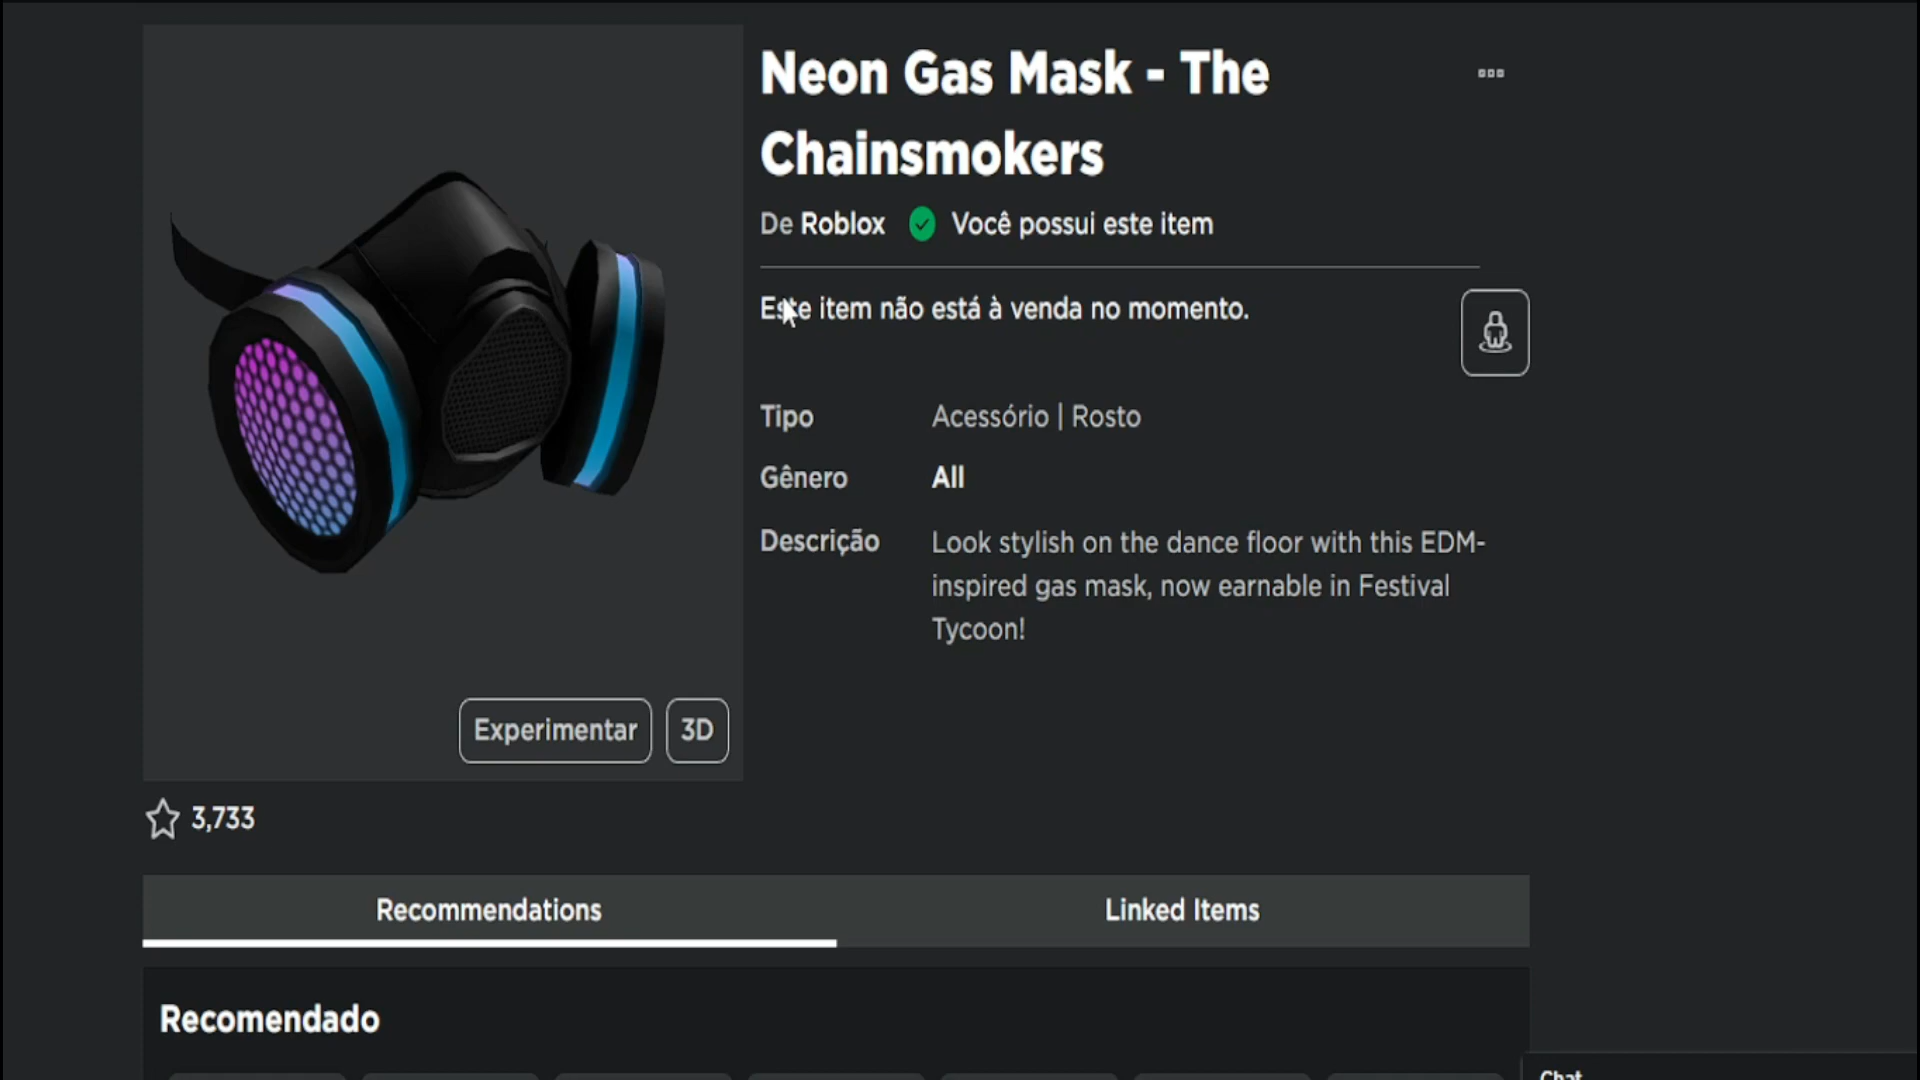 Neon Gas Mask - The
Chainsmokers
De Roblox Você possui este item
Este item não está à venda no momento.
Tipo Acessório | Rosto
Gênero All
Descrição Look stylish on the dance floor with this EDM-
inspired gas mask, now earnable in Festival
Tycoon!
Experimentar 3D
3,733
Recommendations Linked Items
Recomendado
Chat